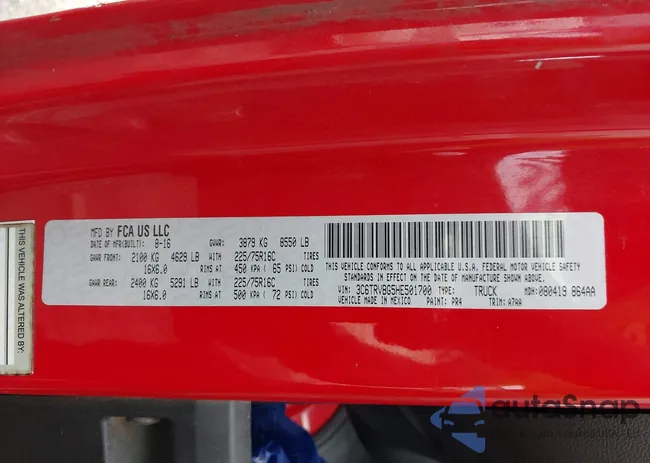 MFD BY FCA US LLC
DATE OF MFR(BUILT): 8-16 GVWR: 3879 KG 8550 LB
GAWR FRONT: 2100 KG 4629 LB WITH 225/75R16C TIRES
16X6.0 RIMS AT 450 KPA ( 65 PSI) COLD
GAWR REAR: 2400 KG 5291 LB WITH 225/75R16C TIRES
16X6.0 RIMS AT 500 KPA ( 72 PSI) COLD
THIS VEHICLE CONFORMS TO ALL APPLICABLE U.S.A. FEDERAL MOTOR VEHICLE SAFETY
STANDARDS IN EFFECT ON THE DATE OF MANUFACTURE SHOWN ABOVE.
VIN: 3C6TRVBG5HE501700 TYPE: TRUCK MDH: 080419 864AA
VEHICLE MADE IN MEXICO PAINT: PR4 TRIM: A7AA
THIS VEHICLE WAS ALTERED BY
autoSnap